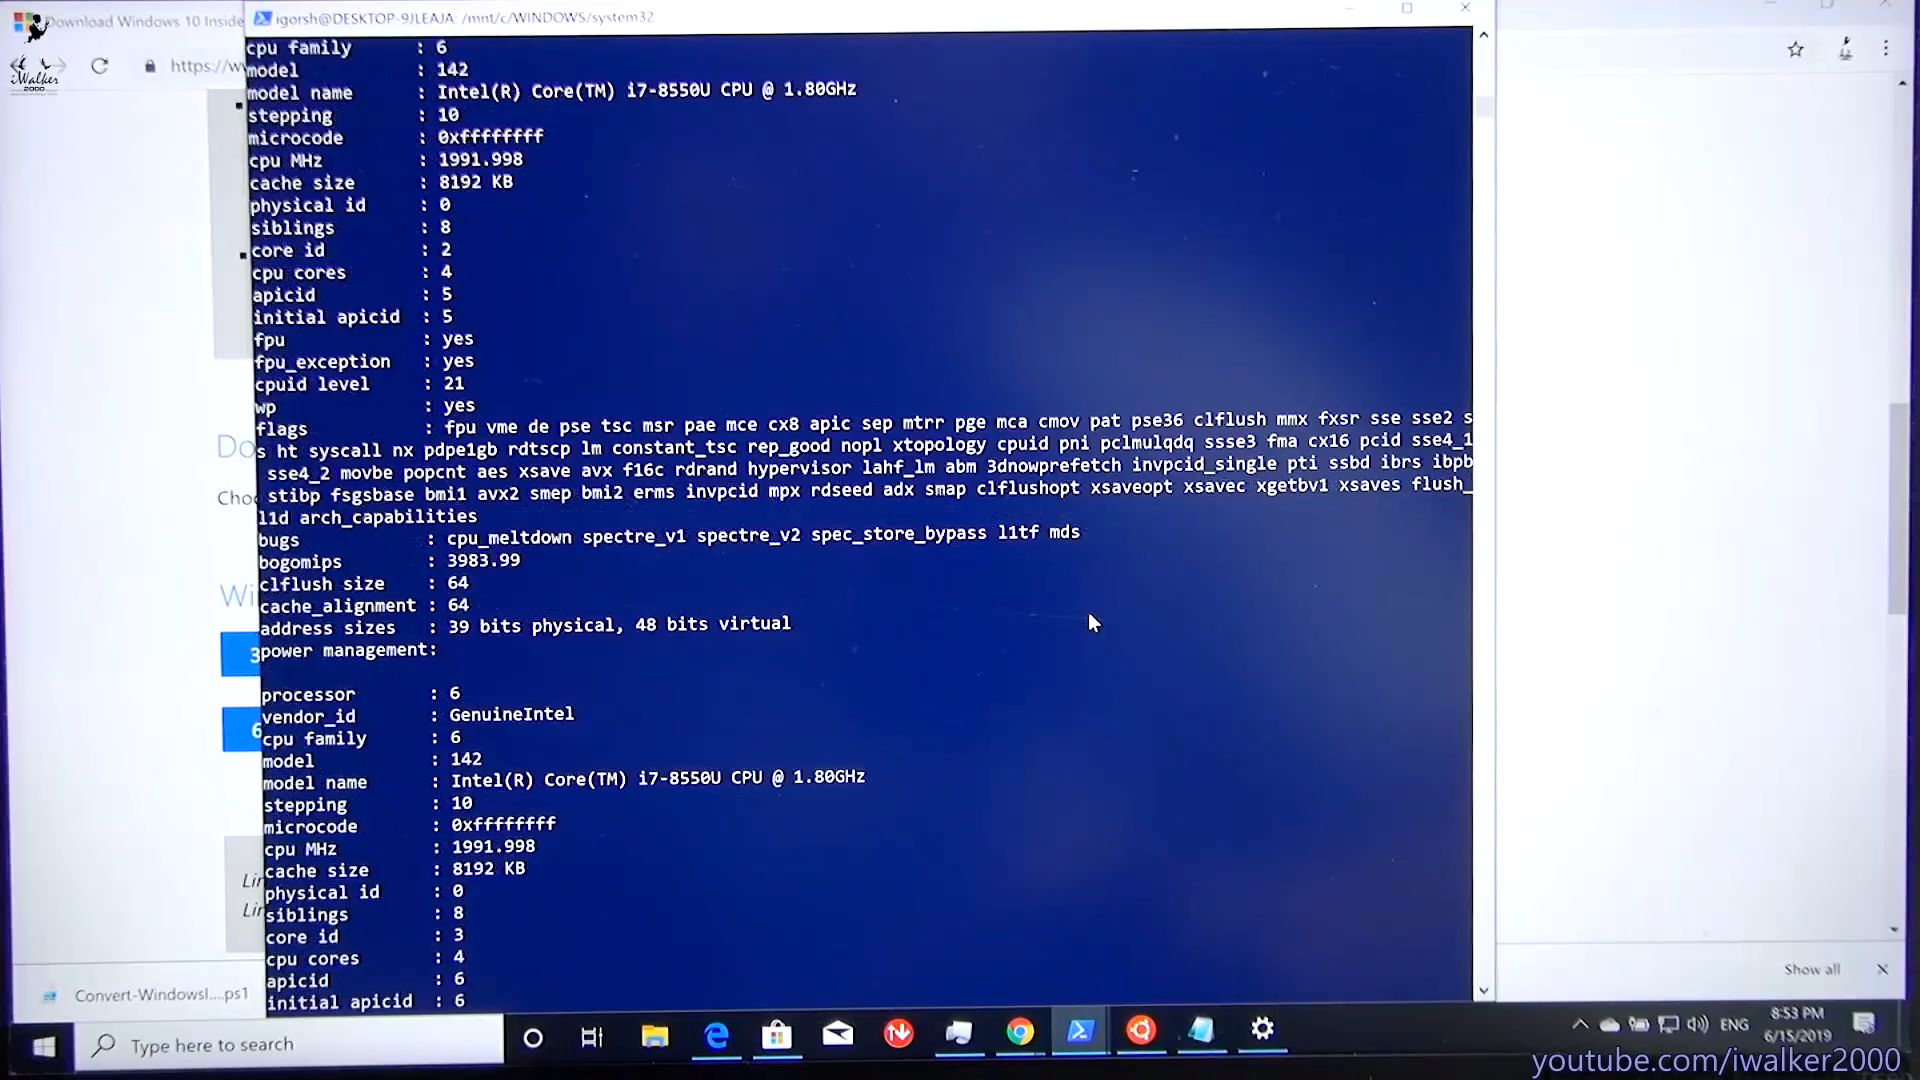 Download Windows 10 Inside
igorsh@DESKTOP-9JLEAJA: /mnt/c/WINDOWS/system32
iWalker
2000
https://w
cpu family : 6
model : 142
model name : Intel(R) Core(TM) i7-8550U CPU @ 1.80GHz
stepping : 10
microcode : 0xffffffff
cpu MHz : 1991.998
cache size : 8192 KB
physical id : 0
siblings : 8
core id : 2
cpu cores : 4
apicid : 5
initial apicid : 5
fpu : yes
fpu_exception : yes
cpuid level : 21
wp : yes
flags : fpu vme de pse tsc msr pae mce cx8 apic sep mtrr pge mca cmov pat pse36 clflush mmx fxsr sse sse2 s
s ht syscall nx pdpe1gb rdtscp lm constant_tsc rep_good nopl xtopology cpuid pni pclmulqdq ssse3 fma cx16 pcid sse4_1
sse4_2 movbe popcnt aes xsave avx f16c rdrand hypervisor lahf_lm abm 3dnowprefetch invpcid_single pti ssbd ibrs ibpb
stibp fsgsbase bmi1 avx2 smep bmi2 erms invpcid mpx rdseed adx smap clflushopt xsaveopt xsavec xgetbv1 xsaves flush_
l1d arch_capabilities
bugs : cpu_meltdown spectre_v1 spectre_v2 spec_store_bypass l1tf mds
bogomips : 3983.99
clflush size : 64
cache_alignment : 64
address sizes : 39 bits physical, 48 bits virtual
power management:
processor : 6
vendor_id : GenuineIntel
cpu family : 6
model : 142
model name : Intel(R) Core(TM) i7-8550U CPU @ 1.80GHz
stepping : 10
microcode : 0xffffffff
cpu MHz : 1991.998
cache size : 8192 KB
physical id : 0
siblings : 8
core id : 3
cpu cores : 4
apicid : 6
initial apicid : 6
Do
Choo
Wi
3
6
Lin
Lin
Convert-WindowsI....ps1
Show all
Type here to search
ENG
8:53 PM
6/15/2019
youtube.com/iwalker2000